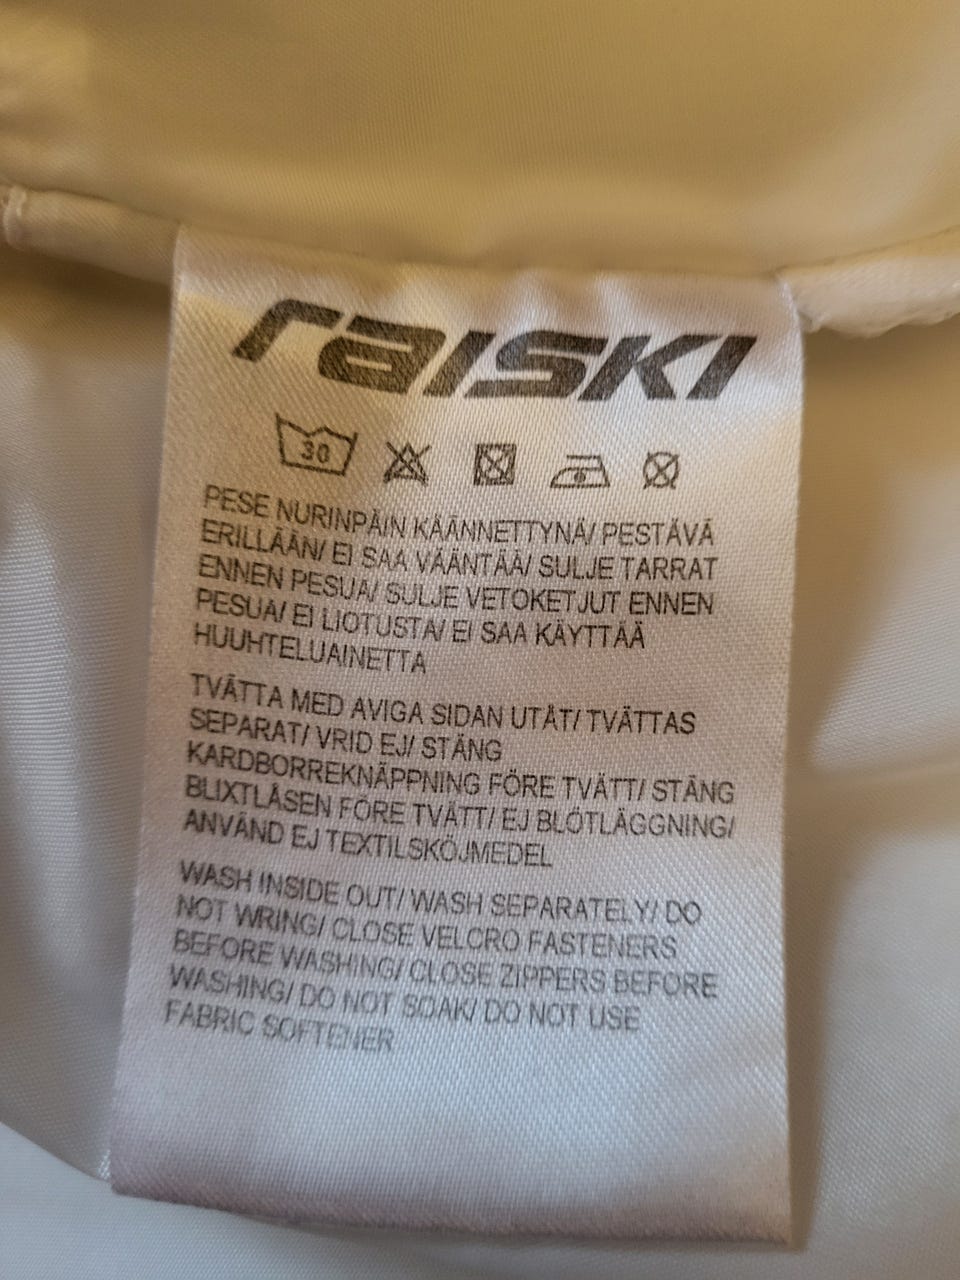 raISKI
30
PESE NURINPÄIN KÄÄNNETTYNÄ/ PESTÄVÄ
ERILLÄÄN/ EI SAA VÄÄNTÄÄ/ SULJE TARRAT
ENNEN PESUA/ SULJE VETOKETJUT ENNEN
PESUA/ EI LIOTUSTA/ EI SAA KÄYTTÄÄ
HUUHTELUAINETTA
TVÄTTA MED AVIGA SIDAN UTÅT/ TVÄTTAS
SEPARAT/ VRID EJ/ STÄNG
KARDBORREKNÄPPNING FÖRE TVÄTT/ STÄNG
BLIXTLÅSEN FÖRE TVÄTT/ EJ BLÖTLÄGGNING/
ANVÄND EJ TEXTILSKÖJMEDEL
WASH INSIDE OUT/ WASH SEPARATELY/ DO
NOT WRING/ CLOSE VELCRO FASTENERS
BEFORE WASHING/ CLOSE ZIPPERS BEFORE
WASHING/ DO NOT SOAK/ DO NOT USE
FABRIC SOFTENER